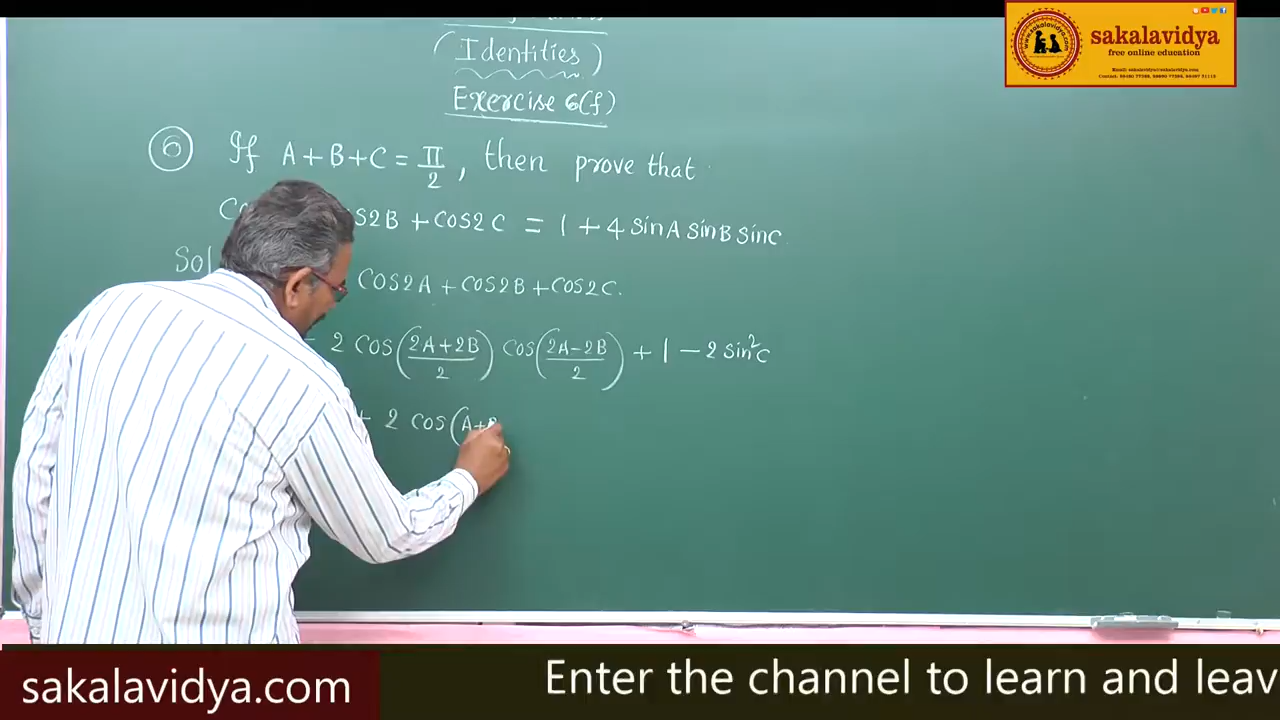 (Identities)
Exercise 6(f)
6 If A+B+C = π/2, then prove that
cos2B + cos2C = 1 + 4 sinA sinB sinC
Sol
cos2A + cos2B + cos2C.
2 cos(2A+2B/2) cos(2A-2B/2) + 1 - 2 sin²C
+ 2 cos(A+B
sakalavidya
free online education
sakalavidya.com
Enter the channel to learn and leav